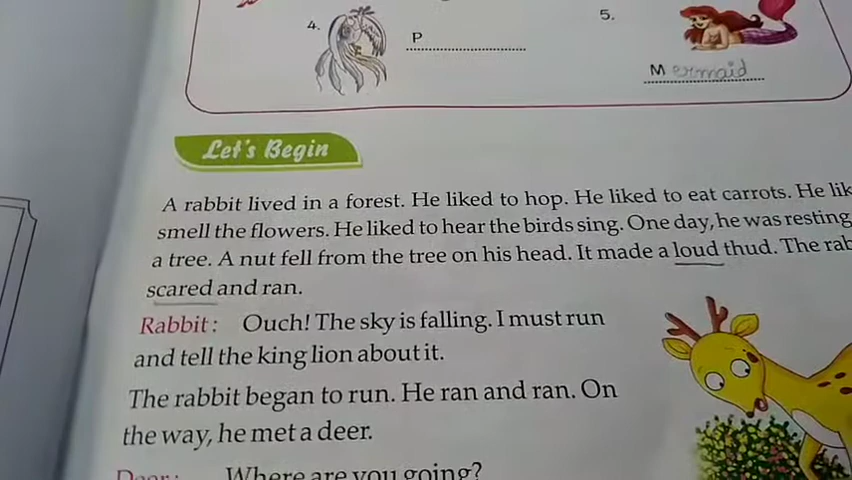 4.
P
5.
M ermaid
Let's Begin
A rabbit lived in a forest. He liked to hop. He liked to eat carrots. He lik
smell the flowers. He liked to hear the birds sing. One day, he was resting
a tree. A nut fell from the tree on his head. It made a loud thud. The rab
scared and ran.
Rabbit: Ouch! The sky is falling. I must run
and tell the king lion about it.
The rabbit began to run. He ran and ran. On
the way, he met a deer.
Deer: Where are you going?